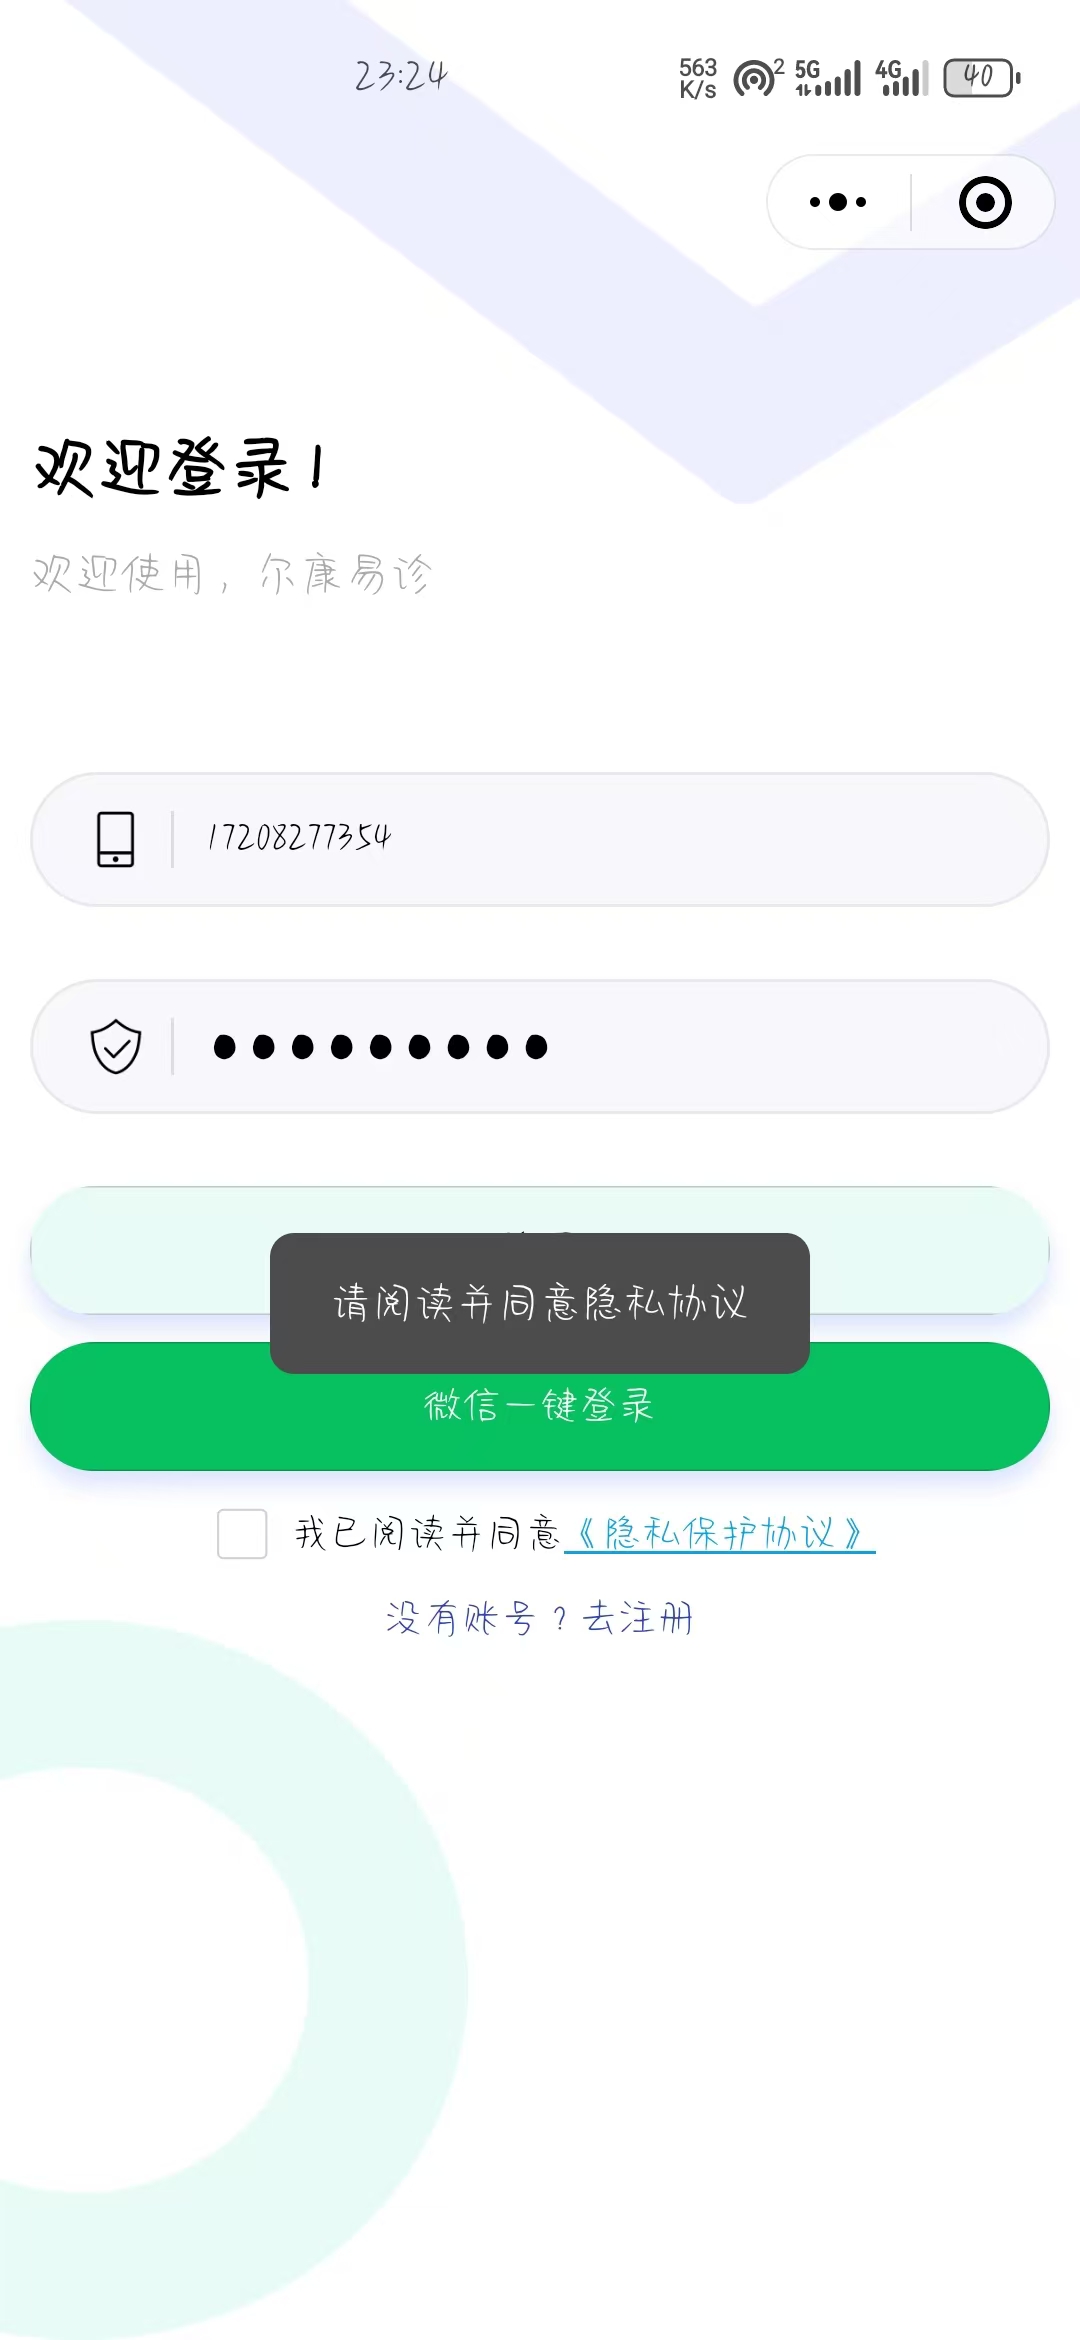 23:24
563 K/s 2 5G 4G 40
欢迎登录！
欢迎使用，尔康易诊
17208277354
请阅读并同意隐私协议
微信一键登录
我已阅读并同意《隐私保护协议》
没有账号？去注册